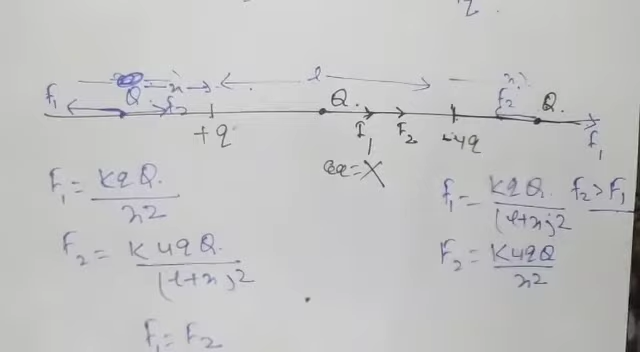 q.
x l x
F1 Q F2 Q. F2 Q.
+q F1 F2 -4q F1
eq = X
F1 = KqQ / x2
F1 = KqQ / (l+x)2 F2 > F1
F2 = K4qQ / (l+x)2
F2 = K4qQ / x2
F1 = F2